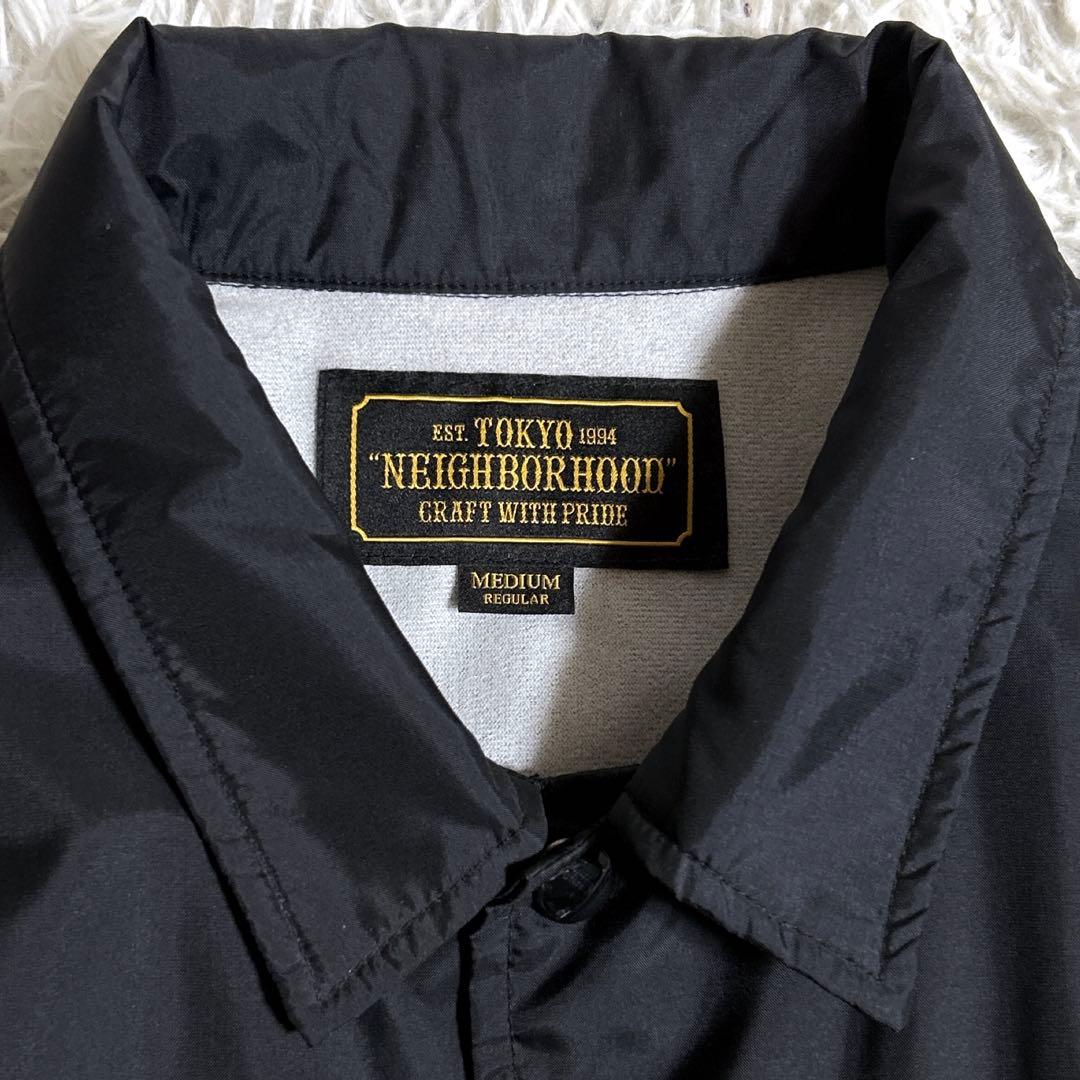 EST. TOKYO 1994
"NEIGHBORHOOD"
CRAFT WITH PRIDE
MEDIUM
REGULAR